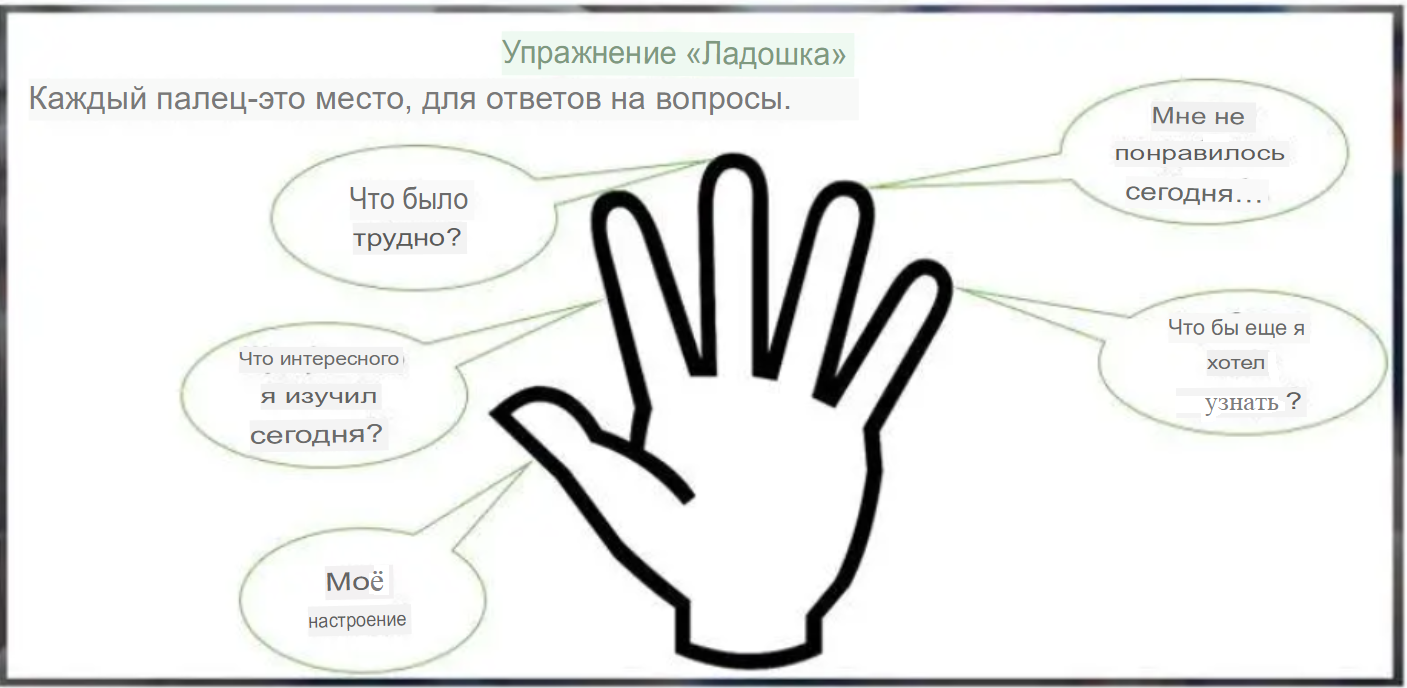 Упражнение «Ладошка»
Каждый палец-это место, для ответов на вопросы.
Что было
трудно?
Мне не
понравилось
сегодня...
Что интересного
я изучил
сегодня?
Что бы еще я
хотел
узнать ?
Моё
настроение